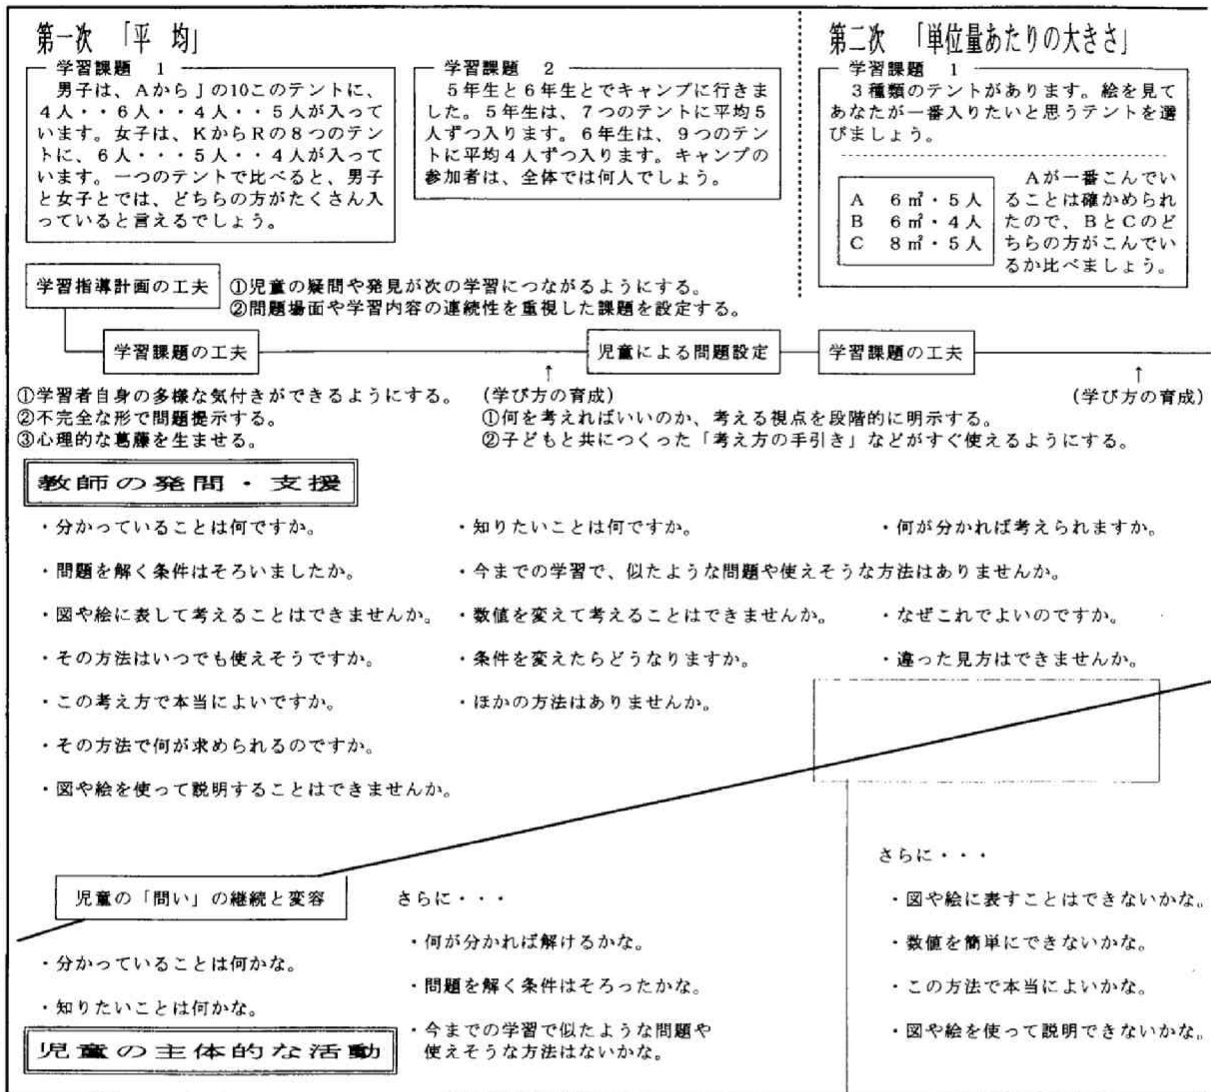 第一次 「平 均」
学習課題 1
男子は、AからJの10このテントに、
4人・・6人・・4人・・5人が入って
います。女子は、KからRの8つのテン
トに、6人・・・5人・・4人が入って
います。一つのテントで比べると、男子
と女子とでは、どちらの方がたくさん入
っていると言えるでしょう。
学習課題 2
5年生と6年生とでキャンプに行きま
した。5年生は、7つのテントに平均5
人ずつ入ります。6年生は、9つのテン
トに平均4人ずつ入ります。キャンプの
参加者は、全体では何人でしょう。
第二次 「単位量あたりの大きさ」
学習課題 1
3種類のテントがあります。絵を見て
あなたが一番入りたいと思うテントを選
びましょう。
A 6㎡・5人
B 6㎡・4人
C 8㎡・5人
Aが一番こんでい
ることは確かめられ
たので、BとCのど
ちらの方がこんでい
るか比べましょう。
学習指導計画の工夫
①児童の疑問や発見が次の学習につながるようにする。
②問題場面や学習内容の連続性を重視した課題を設定する。
学習課題の工夫
児童による問題設定
学習課題の工夫
①学習者自身の多様な気付きができるようにする。
②不完全な形で問題提示する。
③心理的な葛藤を生ませる。
↑
(学び方の育成)
①何を考えればいいのか、考える視点を段階的に明示する。
②子どもと共につくった「考え方の手引き」などがすぐ使えるようにする。
↑
(学び方の育成)
教師の発問・支援
・分かっていることは何ですか。
・知りたいことは何ですか。
・何が分かれば考えられますか。
・問題を解く条件はそろいましたか。
・今までの学習で、似たような問題や使えそうな方法はありませんか。
・図や絵に表して考えることはできませんか。
・数値を変えて考えることはできませんか。
・なぜこれでよいのですか。
・その方法はいつでも使えそうですか。
・条件を変えたらどうなりますか。
・違った見方はできませんか。
・この考え方で本当によいですか。
・ほかの方法はありませんか。
・その方法で何が求められるのですか。
・図や絵を使って説明することはできませんか。
児童の「問い」の継続と変容
・分かっていることは何かな。
・知りたいことは何かな。
さらに・・・
・何が分かれば解けるかな。
・問題を解く条件はそろったかな。
・今までの学習で似たような問題や
使えそうな方法はないかな。
さらに・・・
・図や絵に表すことはできないかな。
・数値を簡単にできないかな。
・この方法で本当によいかな。
・図や絵を使って説明できないかな。
児童の主体的な活動